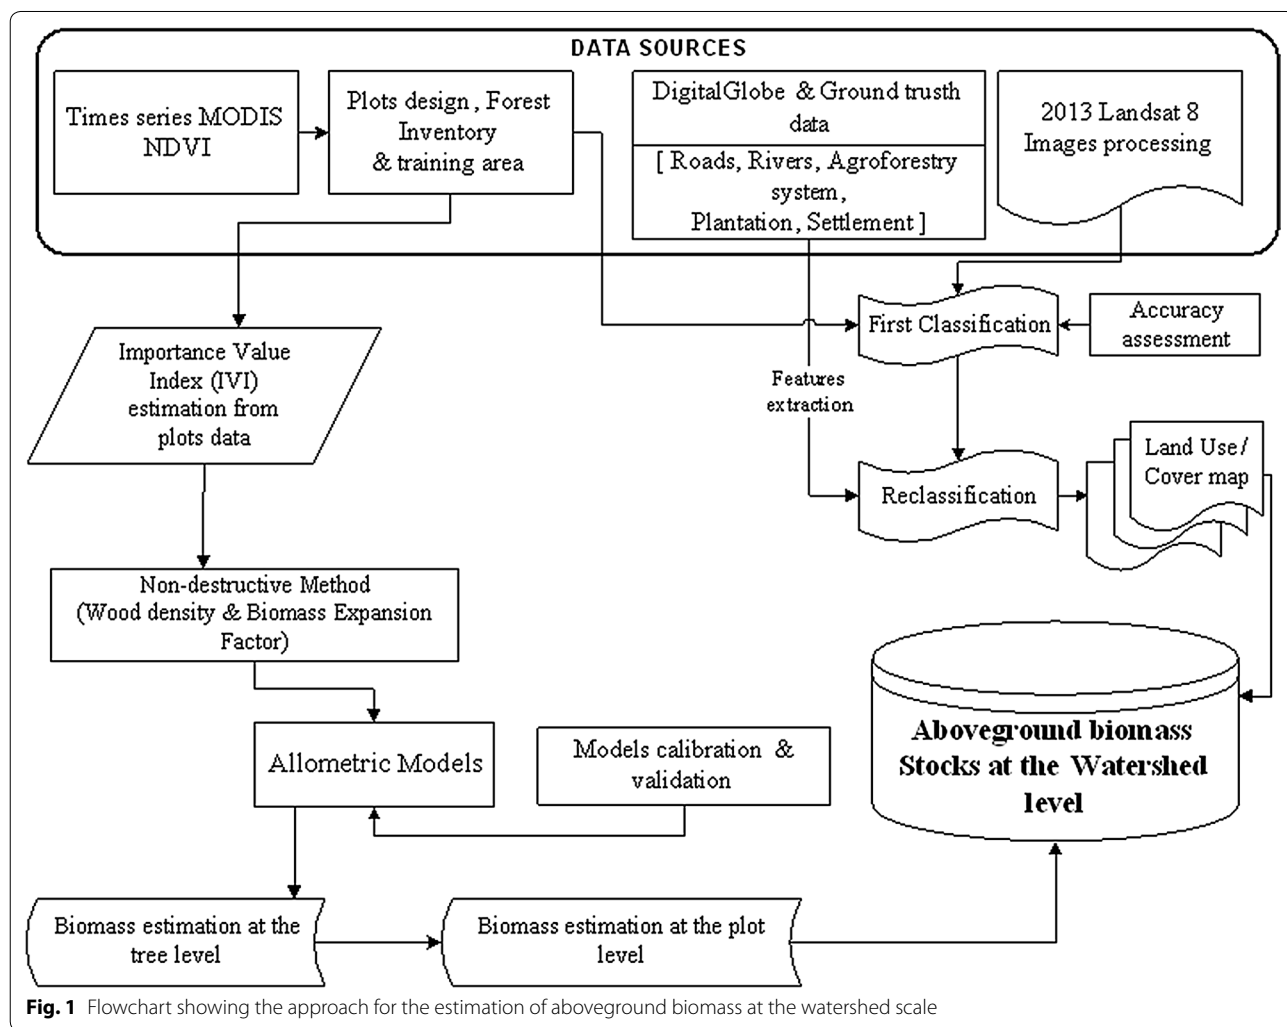 DATA SOURCES
Times series MODIS
NDVI
Plots design, Forest
Inventory
& training area
DigitalGlobe & Ground trusth
data
[ Roads, Rivers, Agroforestry
system,
Plantation, Settlement ]
2013 Landsat 8
Images processing
First Classification
Accuracy
assessment
Importance Value
Index (IVI)
estimation from
plots data
Features
extraction
Reclassification
Land Use/
Cover map
Non-destructive Method
(Wood density & Biomass Expansion
Factor)
Allometric Models
Models calibration &
validation
Aboveground biomass
Stocks at the Watershed
level
Biomass estimation at the
tree level
Biomass estimation at the plot
level
Fig. 1 Flowchart showing the approach for the estimation of aboveground biomass at the watershed scale